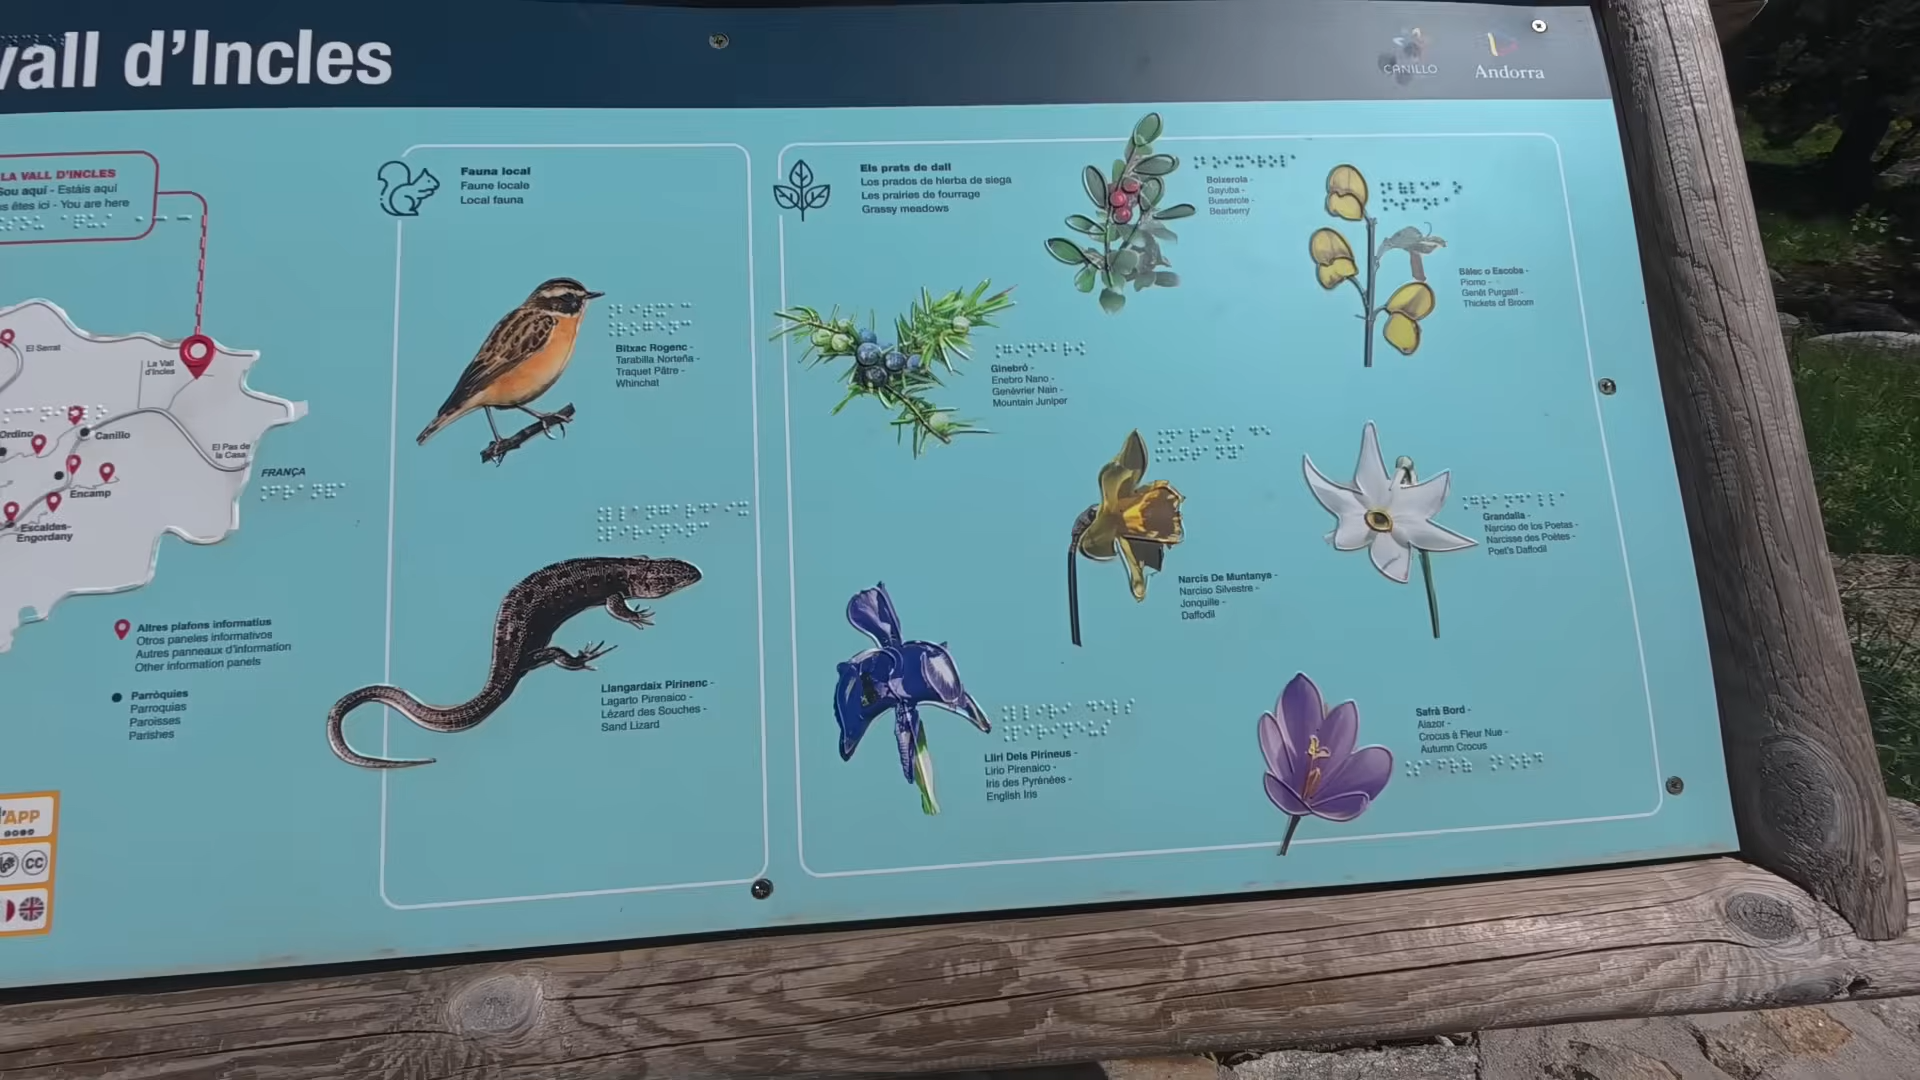 vall d'Incles
CANILLO
Andorra
LA VALL D'INCLES
Sou aquí - Estáis aquí
êtes ici - You are here
El Serrat
La Vall
d'Incles
Ordino
Canillo
El Pas de
la Casa
Encamp
Escaldes-
Engordany
FRANÇA
Altres plafons informatius
Otros paneles informativos
Autres panneaux d'information
Other information panels
Parròquies
Parroquias
Paroisses
Parishes
APP
CC
Fauna local
Faune locale
Local fauna
Bitxac Rogenc -
Tarabilla Norteña -
Traquet Pâtre -
Whinchat
Llangardaix Pirinenc -
Lagarto Pirenaico -
Lézard des Souches -
Sand Lizard
Els prats de dall
Los prados de hierba de siega
Les prairies de fourrage
Grassy meadows
Boixerola -
Gayuba -
Busserole -
Bearberry
Bàlec o Escoba -
Piorno -
Genêt Purgatif -
Thickets of Broom
Ginebró -
Enebro Nano -
Genévrier Nain -
Mountain Juniper
Narcís De Muntanya -
Narciso Silvestre -
Jonquille -
Daffodil
Grandalla -
Narciso de los Poetas -
Narcisse des Poètes -
Poet's Daffodil
Lliri Dels Pirineus -
Lirio Pirenaico -
Iris des Pyrénées -
English Iris
Safrà Bord -
Alazor -
Crocus à Fleur Nue -
Autumn Crocus